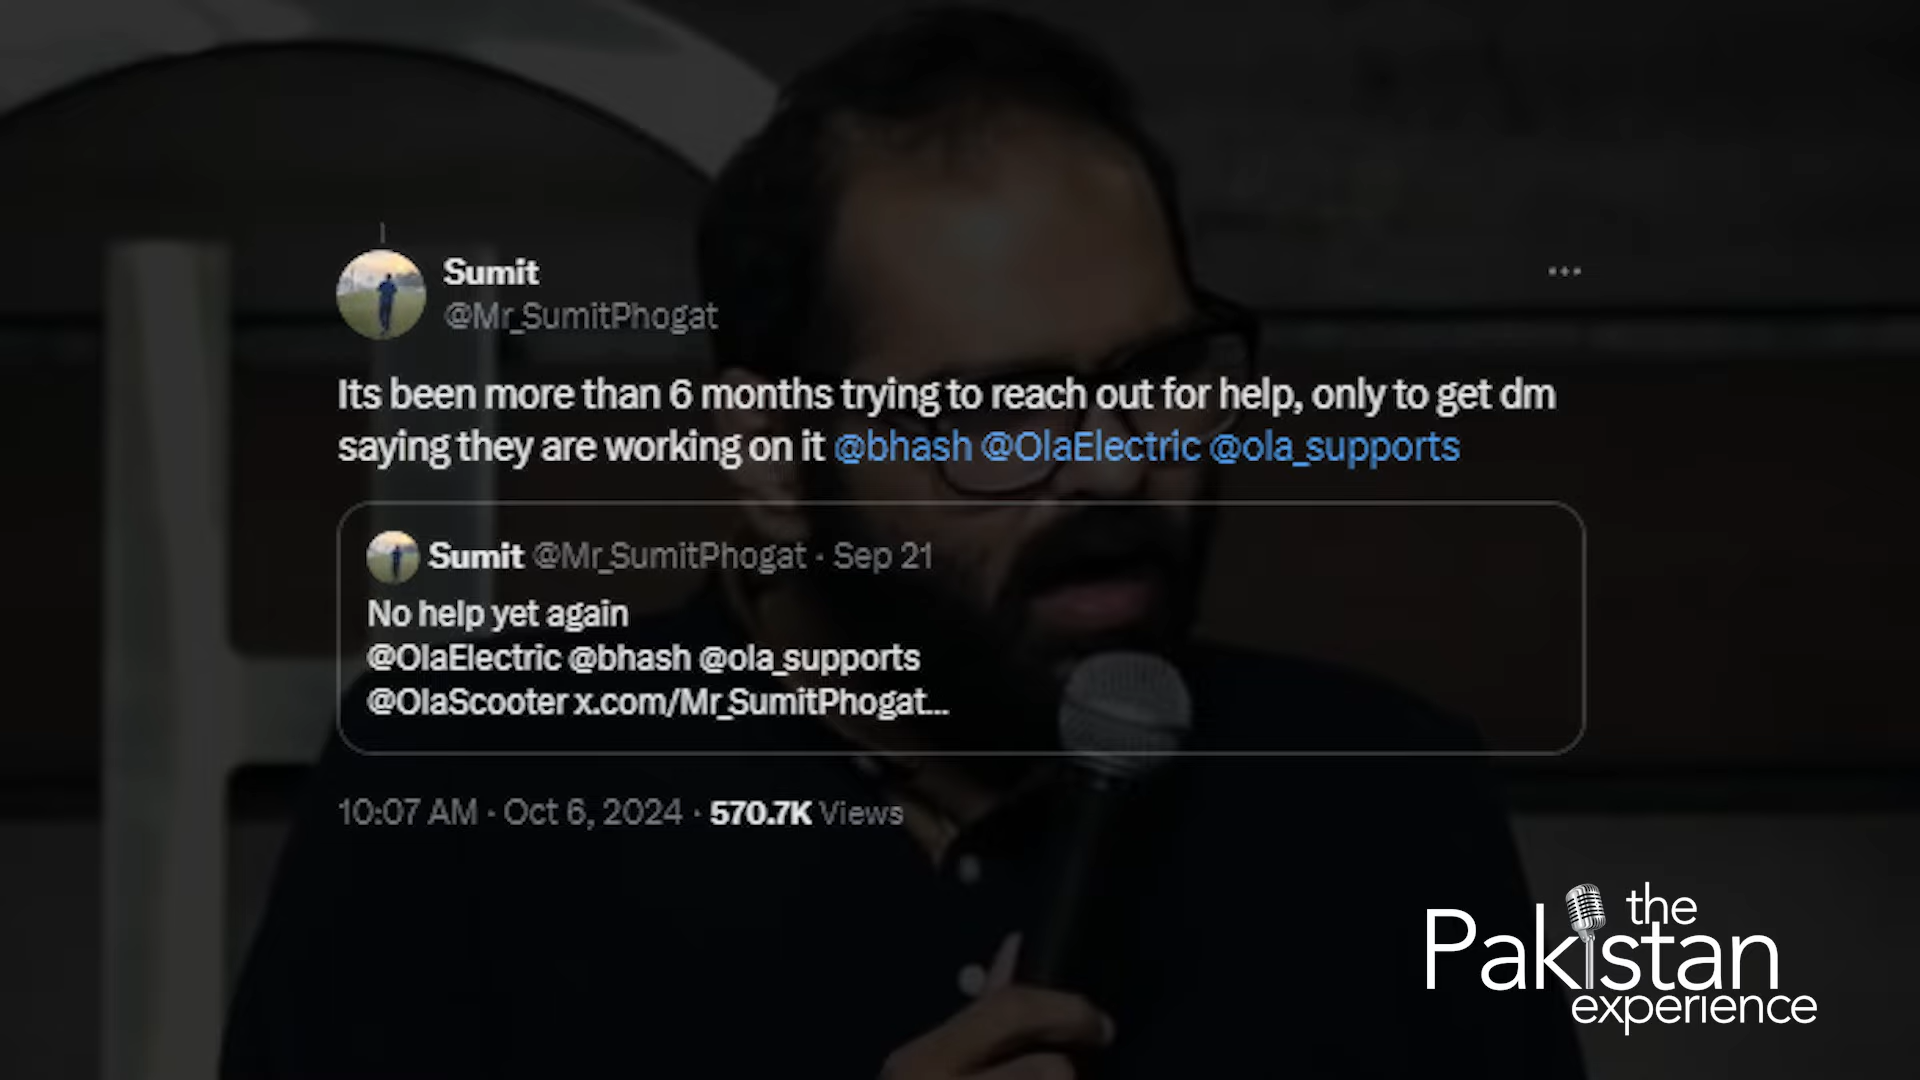 Sumit
@Mr_SumitPhogat
Its been more than 6 months trying to reach out for help, only to get dm
saying they are working on it @bhash @OlaElectric @ola_supports
Sumit @Mr_SumitPhogat · Sep 21
No help yet again
@OlaElectric @bhash @ola_supports
@OlaScooter x.com/Mr_SumitPhogat...
10:07 AM · Oct 6, 2024 · 570.7K Views
the
Pakistan
experience